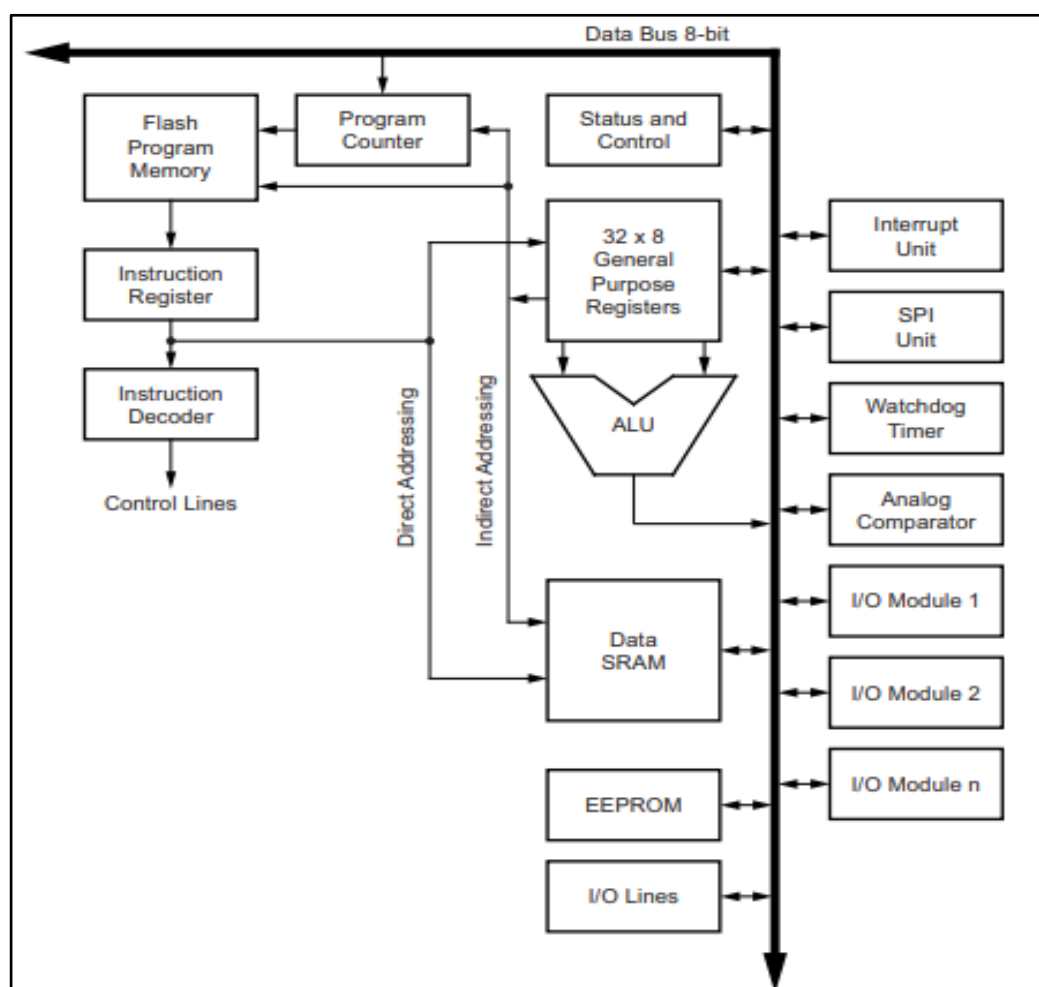 Data Bus 8-bit
Flash
Program
Memory
Program
Counter
Status and
Control
32 x 8
General
Purpose
Registers
Interrupt
Unit
Instruction
Register
SPI
Unit
Instruction
Decoder
Direct Addressing
Indirect Addressing
ALU
Watchdog
Timer
Control Lines
Analog
Comparator
Data
SRAM
I/O Module 1
I/O Module 2
EEPROM
I/O Module n
I/O Lines